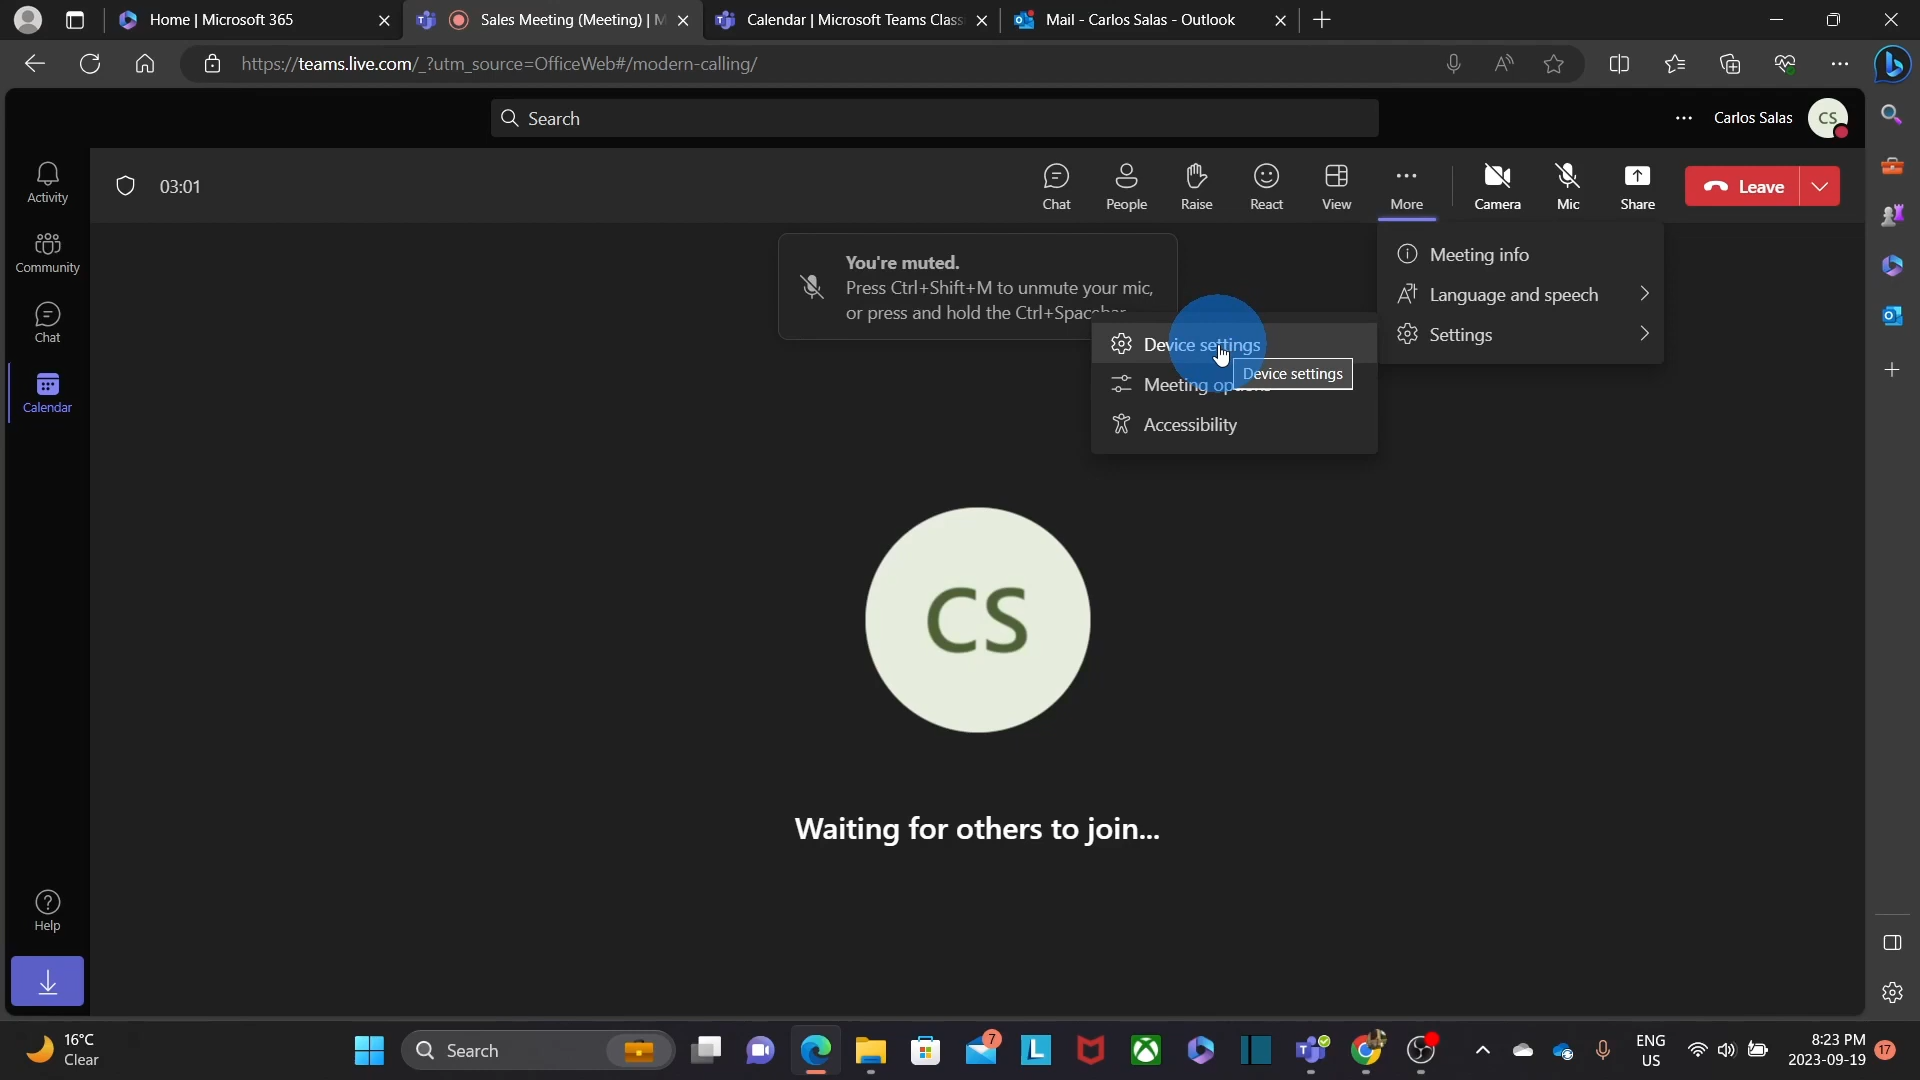 Home | Microsoft 365
Sales Meeting (Meeting) | M
Calendar | Microsoft Teams Class
Mail - Carlos Salas - Outlook
https://teams.live.com/_?utm_source=OfficeWeb#/modern-calling/
Search
Carlos Salas
CS
Activity
Community
Chat
Calendar
Help
03:01
Chat
People
Raise
React
View
More
Camera
Mic
Share
Leave
You're muted.
Press Ctrl+Shift+M to unmute your mic,
or press and hold the
Meeting info
Language and speech
Settings
Device settings
Device settings
Meeting
Accessibility
CS
Waiting for others to join...
16°C
Clear
Search
7
L
ENG
US
8:23 PM
2023-09-19
17